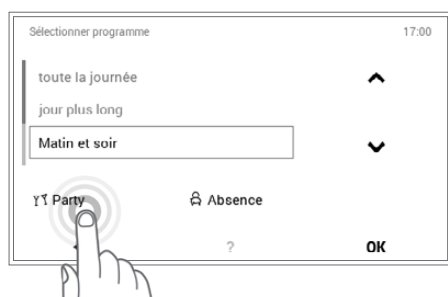 Sélectionner programme 17:00
toute la journée
jour plus long
Matin et soir
Party Absence
? OK